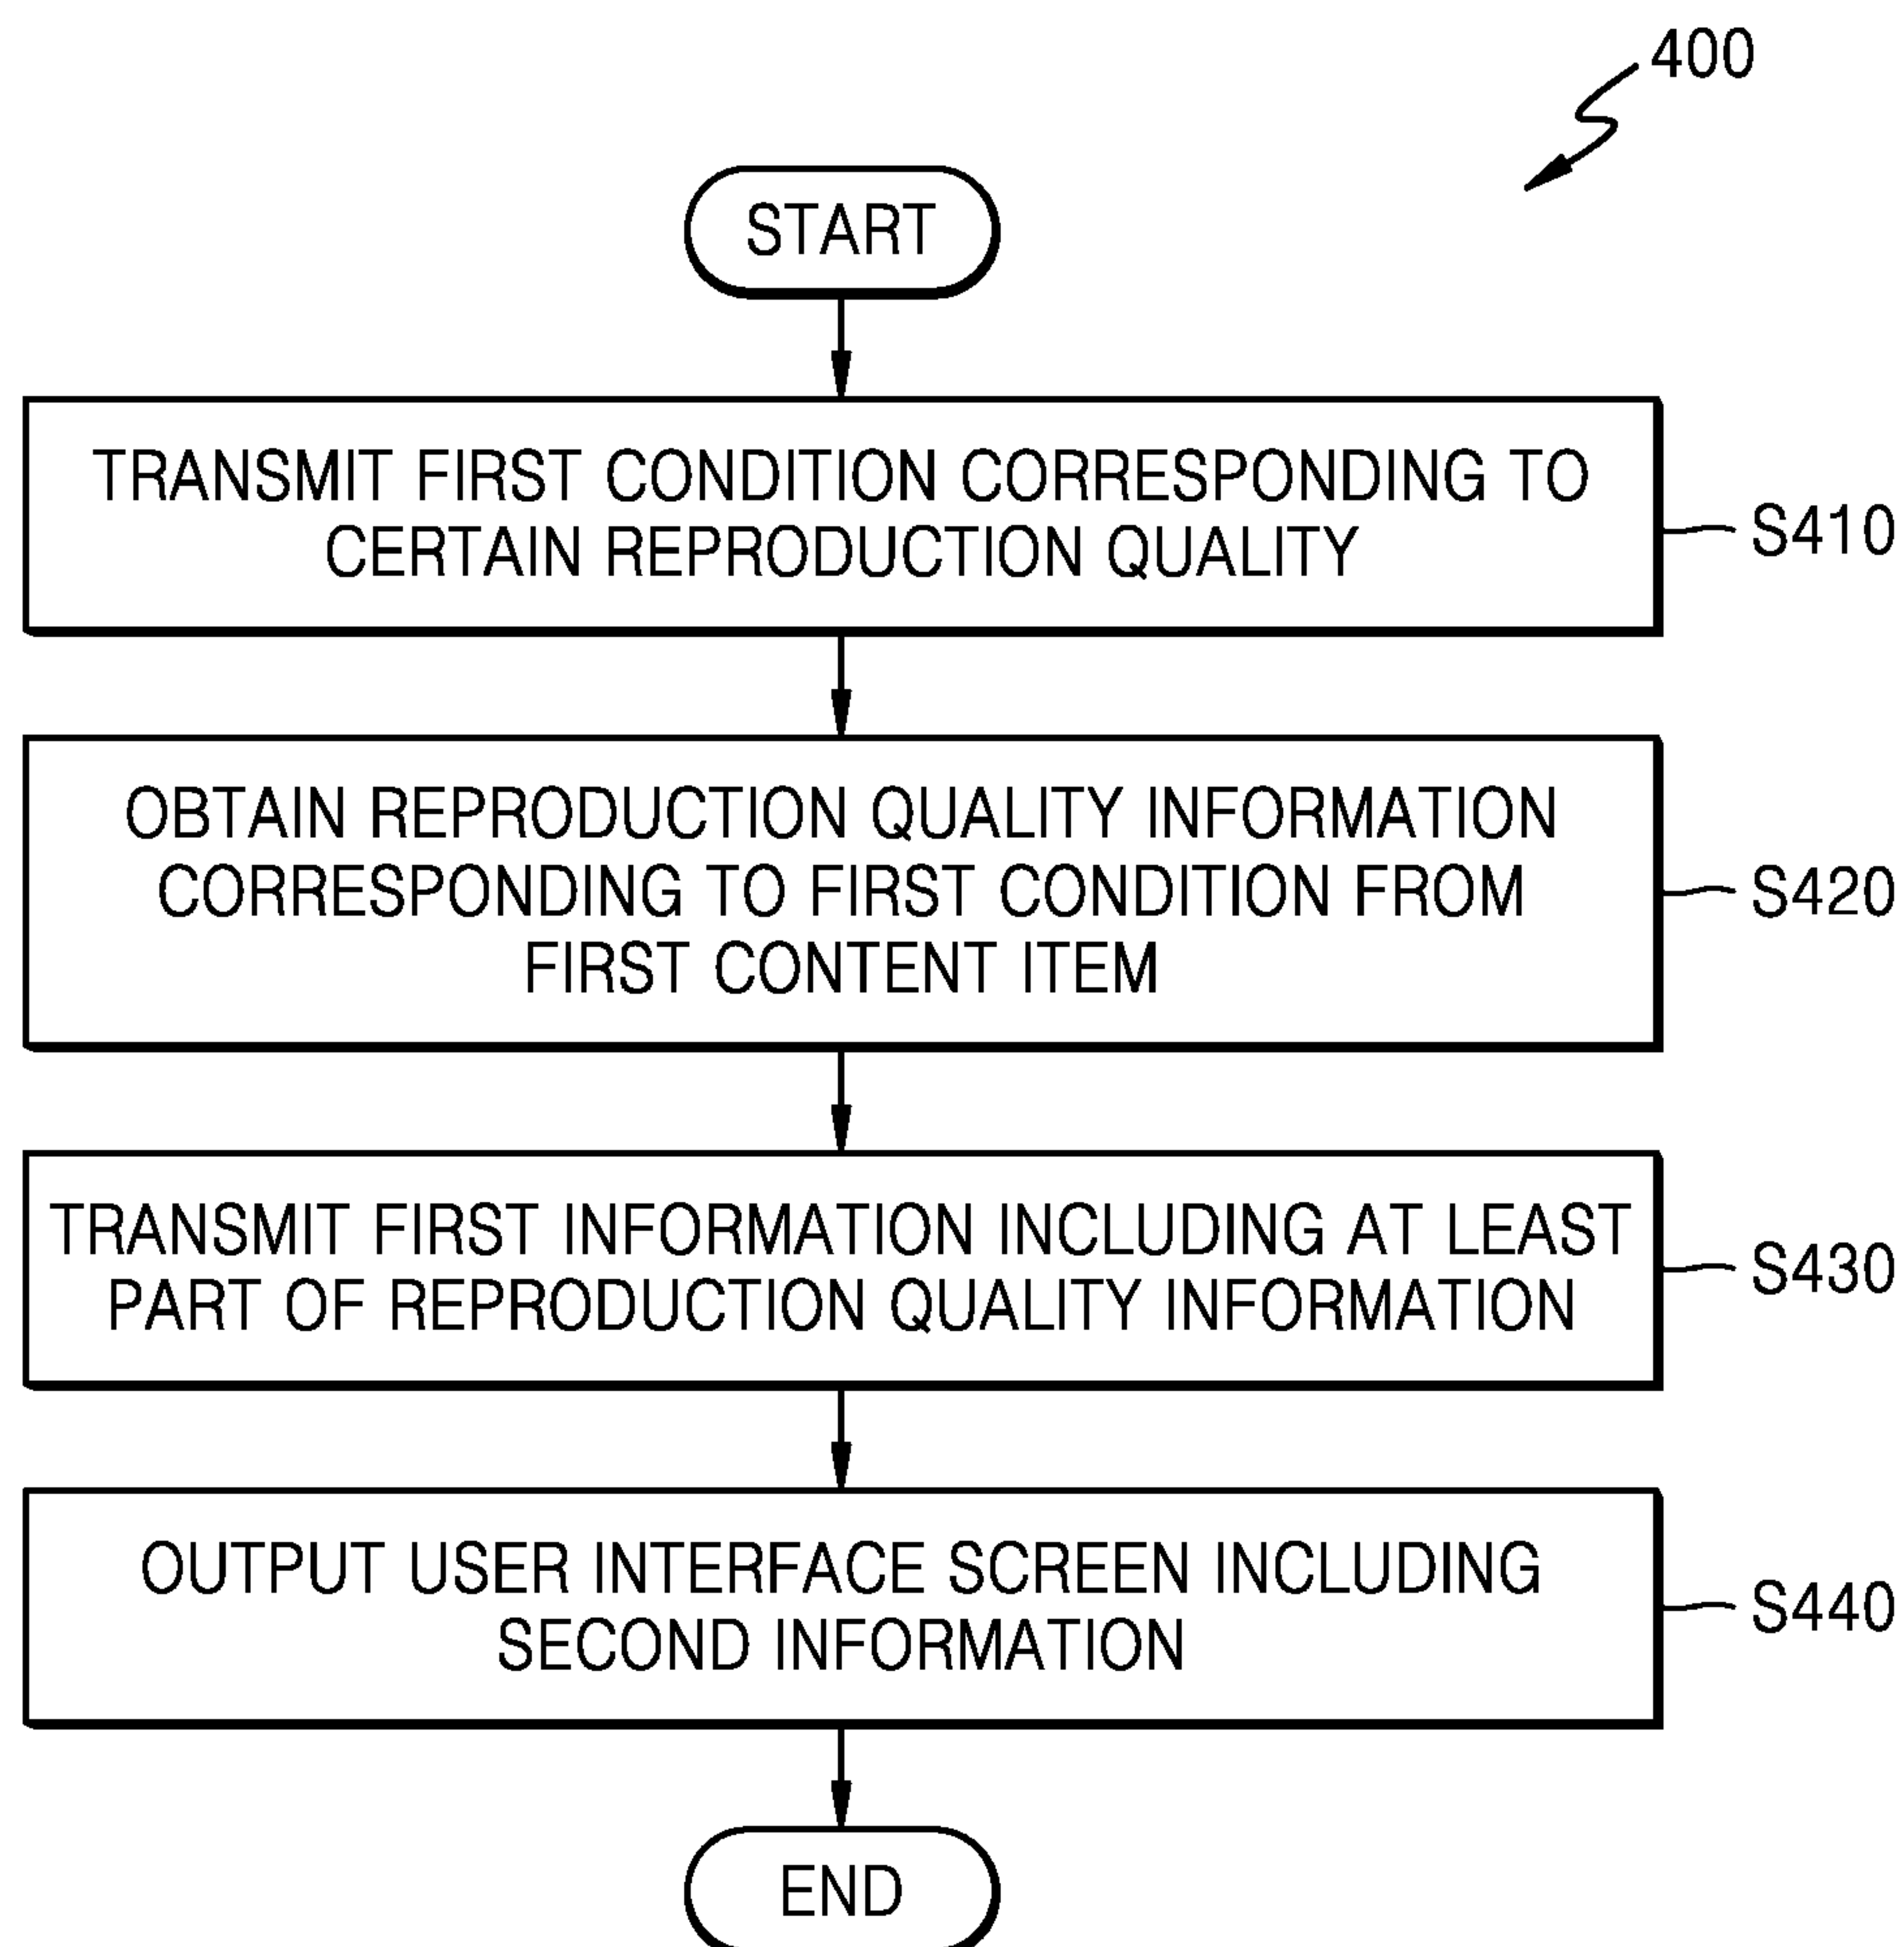 400
START
TRANSMIT FIRST CONDITION CORRESPONDING TO
CERTAIN REPRODUCTION QUALITY
S410
OBTAIN REPRODUCTION QUALITY INFORMATION
CORRESPONDING TO FIRST CONDITION FROM
FIRST CONTENT ITEM
S420
TRANSMIT FIRST INFORMATION INCLUDING AT LEAST
PART OF REPRODUCTION QUALITY INFORMATION
S430
OUTPUT USER INTERFACE SCREEN INCLUDING
SECOND INFORMATION
S440
END